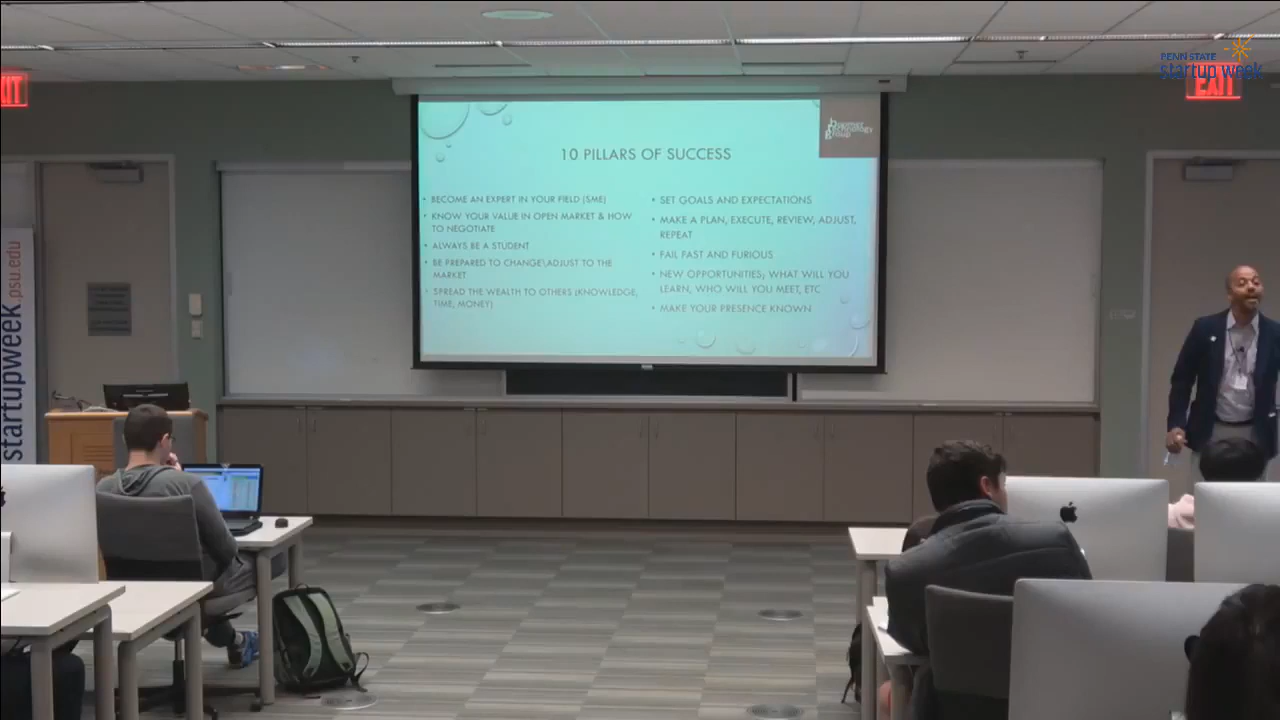 PENN STATE
startup week
EXIT
EXIT
bloomer
technology
group
10 PILLARS OF SUCCESS
• BECOME AN EXPERT IN YOUR FIELD (SME)
• KNOW YOUR VALUE IN OPEN MARKET & HOW
TO NEGOTIATE
• ALWAYS BE A STUDENT
• BE PREPARED TO CHANGE\ADJUST TO THE
MARKET
• SPREAD THE WEALTH TO OTHERS (KNOWLEDGE,
TIME, MONEY)
• SET GOALS AND EXPECTATIONS
• MAKE A PLAN, EXECUTE, REVIEW, ADJUST,
REPEAT
• FAIL FAST AND FURIOUS
• NEW OPPORTUNITIES; WHAT WILL YOU
LEARN, WHO WILL YOU MEET, ETC
• MAKE YOUR PRESENCE KNOWN
startupweek.psu.edu